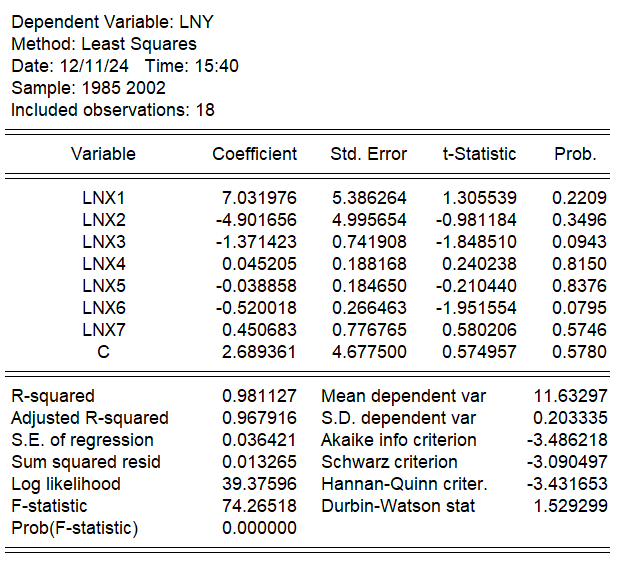 Dependent Variable: LNY
Method: Least Squares
Date: 12/11/24 Time: 15:40
Sample: 1985 2002
Included observations: 18
Variable Coefficient Std. Error t-Statistic Prob.
LNX1 7.031976 5.386264 1.305539 0.2209
LNX2 -4.901656 4.995654 -0.981184 0.3496
LNX3 -1.371423 0.741908 -1.848510 0.0943
LNX4 0.045205 0.188168 0.240238 0.8150
LNX5 -0.038858 0.184650 -0.210440 0.8376
LNX6 -0.520018 0.266463 -1.951554 0.0795
LNX7 0.450683 0.776765 0.580206 0.5746
C 2.689361 4.677500 0.574957 0.5780
R-squared 0.981127 Mean dependent var 11.63297
Adjusted R-squared 0.967916 S.D. dependent var 0.203335
S.E. of regression 0.036421 Akaike info criterion -3.486218
Sum squared resid 0.013265 Schwarz criterion -3.090497
Log likelihood 39.37596 Hannan-Quinn criter. -3.431653
F-statistic 74.26518 Durbin-Watson stat 1.529299
Prob(F-statistic) 0.000000